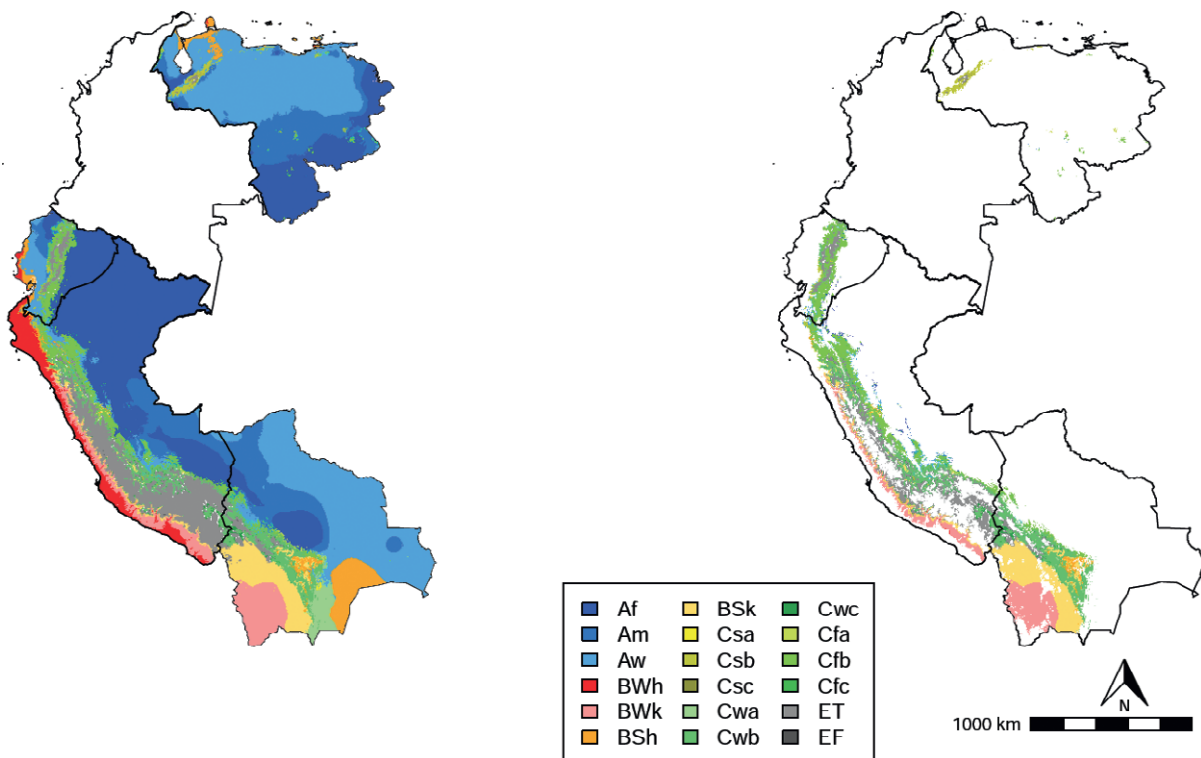 Af BSk Cwc
Am Csa Cfa
Aw Csb Cfb
BWh Csc Cfc
BWk Cwa ET
BSh Cwb EF
N
1000 km